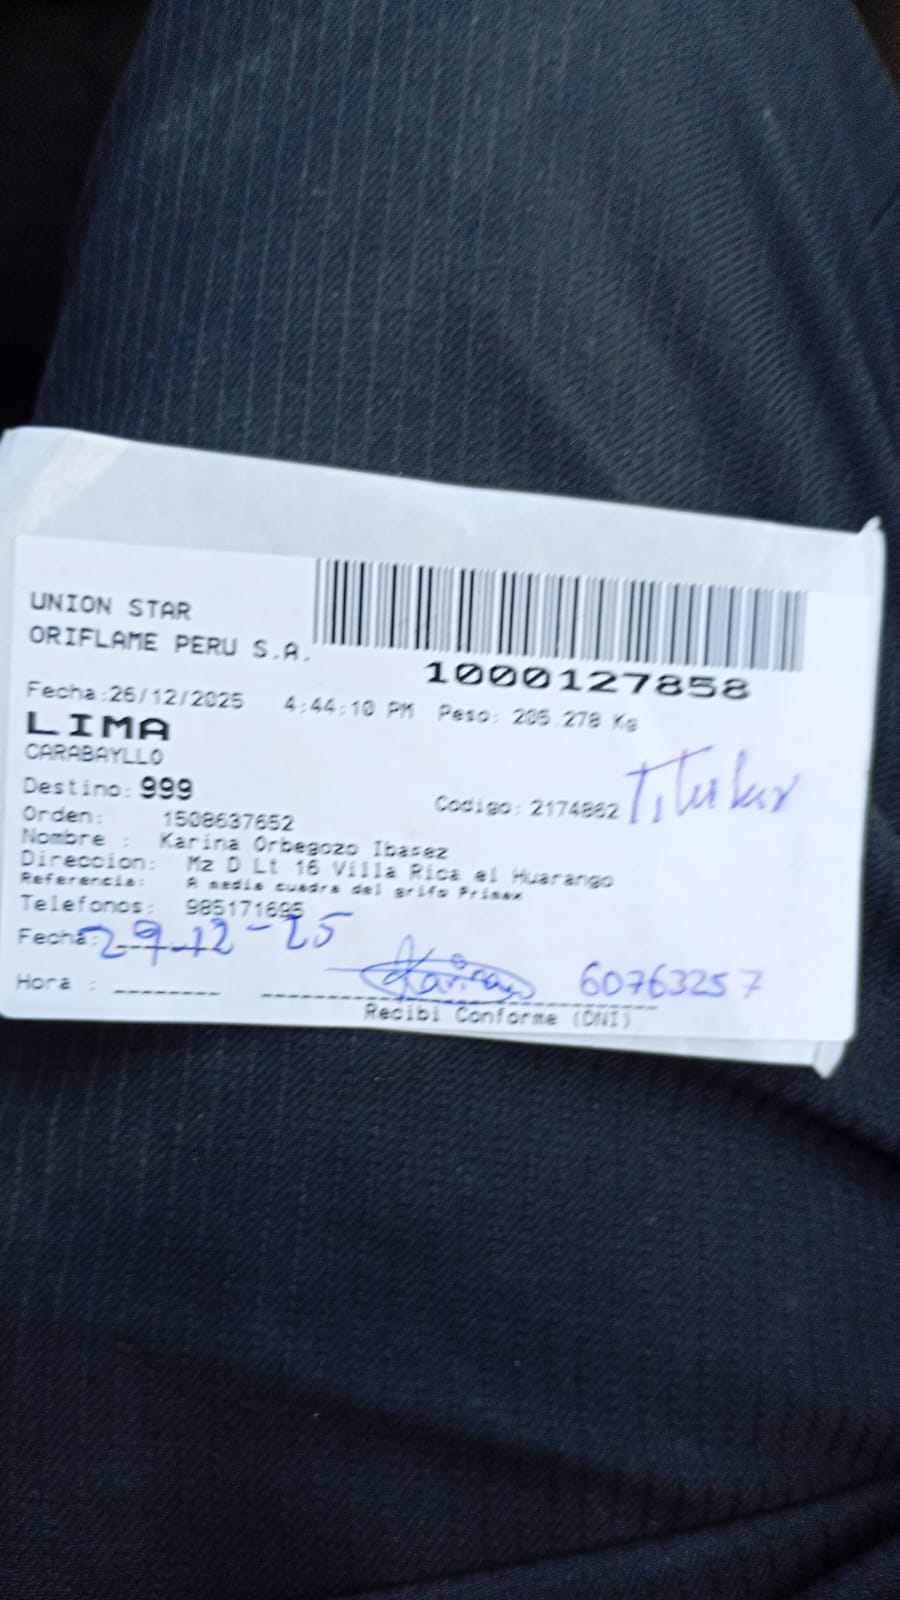 UNION STAR
ORIFLAME PERU S.A.
1000127858
Fecha:26/12/2025 4:44:10 PM Peso: 205.278 Kg
LIMA
CARABAYLLO
Destino: 999
Codigo: 2174862 Titular
Orden: 1508637652
Nombre : Karina Orbegozo Ibasez
Direccion: Mz D Lt 16 Villa Rica el Huarango
Referencia: A media cuadra del grifo Primax
Telefonos: 985171695
Fecha: 29-12-25
Hora : Karina 60763257
Recibi Conforme (DNI)